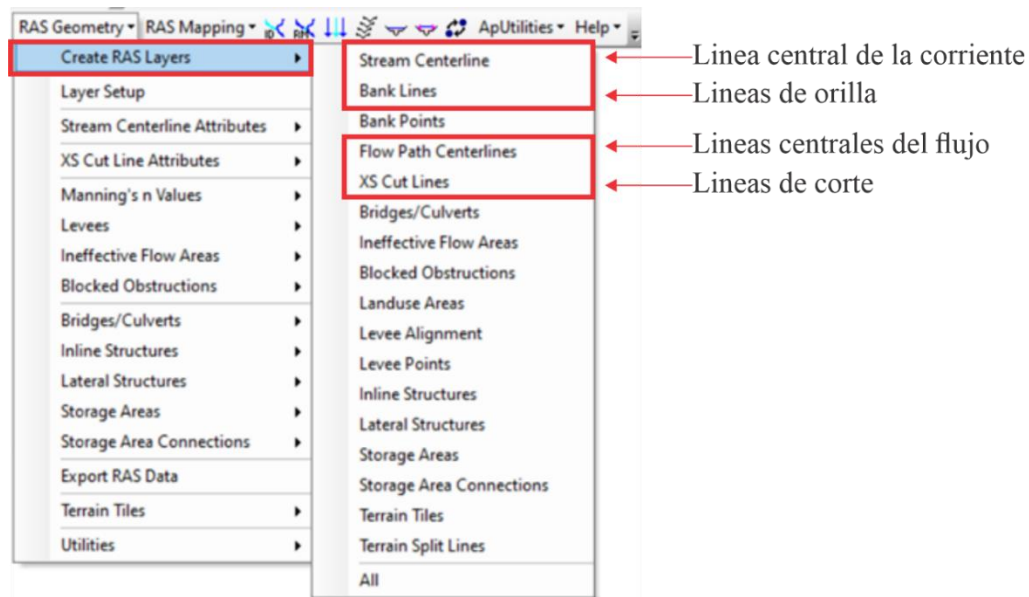 RAS Geometry RAS Mapping ID RM ApUtilities Help
Create RAS Layers
Layer Setup
Stream Centerline Attributes
XS Cut Line Attributes
Manning's n Values
Levees
Ineffective Flow Areas
Blocked Obstructions
Bridges/Culverts
Inline Structures
Lateral Structures
Storage Areas
Storage Area Connections
Export RAS Data
Terrain Tiles
Utilities
Stream Centerline
Bank Lines
Bank Points
Flow Path Centerlines
XS Cut Lines
Bridges/Culverts
Ineffective Flow Areas
Blocked Obstructions
Landuse Areas
Levee Alignment
Levee Points
Inline Structures
Lateral Structures
Storage Areas
Storage Area Connections
Terrain Tiles
Terrain Split Lines
All
Linea central de la corriente
Lineas de orilla
Lineas centrales del flujo
Lineas de corte